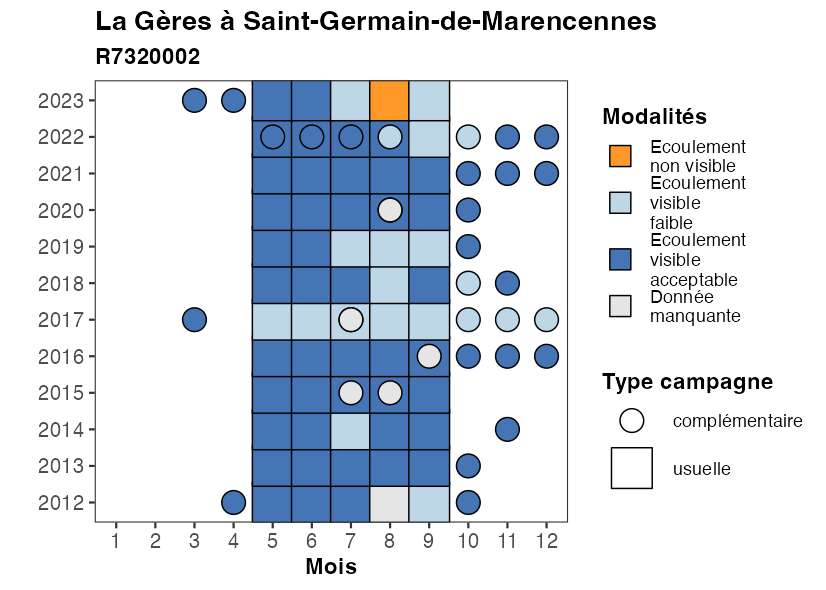 La Gères à Saint-Germain-de-Marencennes
R7320002
2023
2022
2021
2020
2019
2018
2017
2016
2015
2014
2013
2012
1 2 3 4 5 6 7 8 9 10 11 12
Mois
Modalités
Ecoulement
non visible
Ecoulement
visible
faible
Ecoulement
visible
acceptable
Donnée
manquante
Type campagne
complémentaire
usuelle